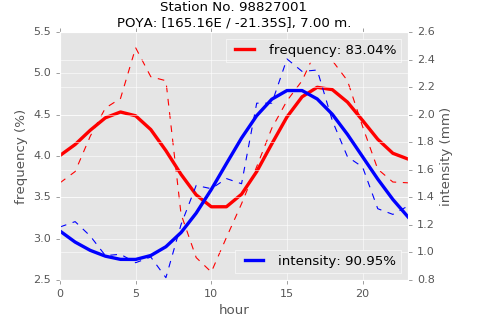 Station No. 98827001
POYA: [165.16E / -21.35S], 7.00 m.
frequency: 83.04%
intensity: 90.95%
frequency (%)
5.5
5.0
4.5
4.0
3.5
3.0
2.5
intensity (mm)
2.6
2.4
2.2
2.0
1.8
1.6
1.4
1.2
1.0
0.8
0 5 10 15 20
hour